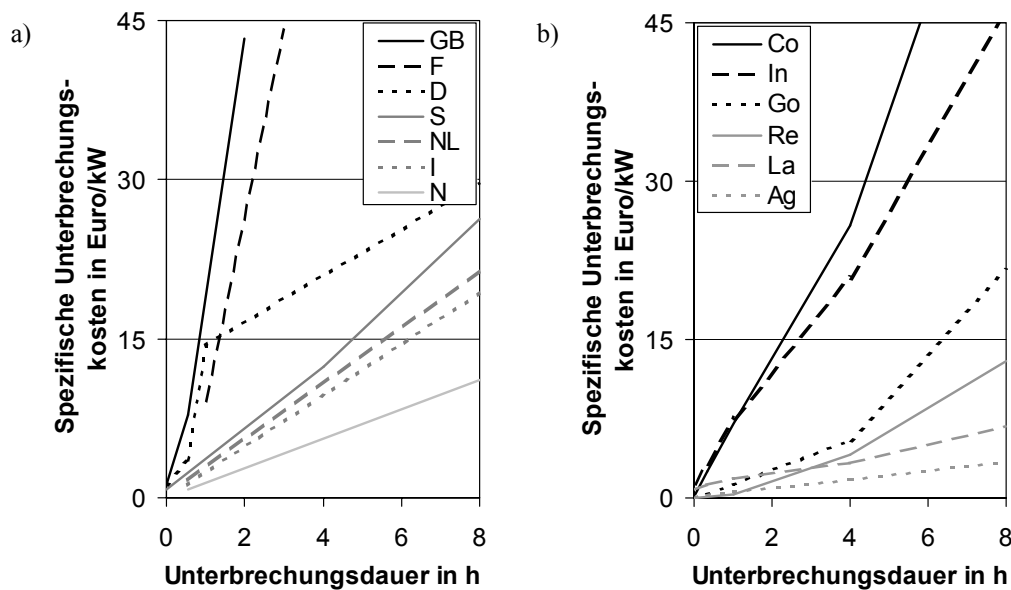 a)
Spezifische Unterbrechungs-
kosten in Euro/kW
45
30
15
0
GB
F
D
S
NL
I
N
0 2 4 6 8
Unterbrechungsdauer in h
b)
Spezifische Unterbrechungs-
kosten in Euro/kW
45
30
15
0
Co
In
Go
Re
La
Ag
0 2 4 6 8
Unterbrechungsdauer in h